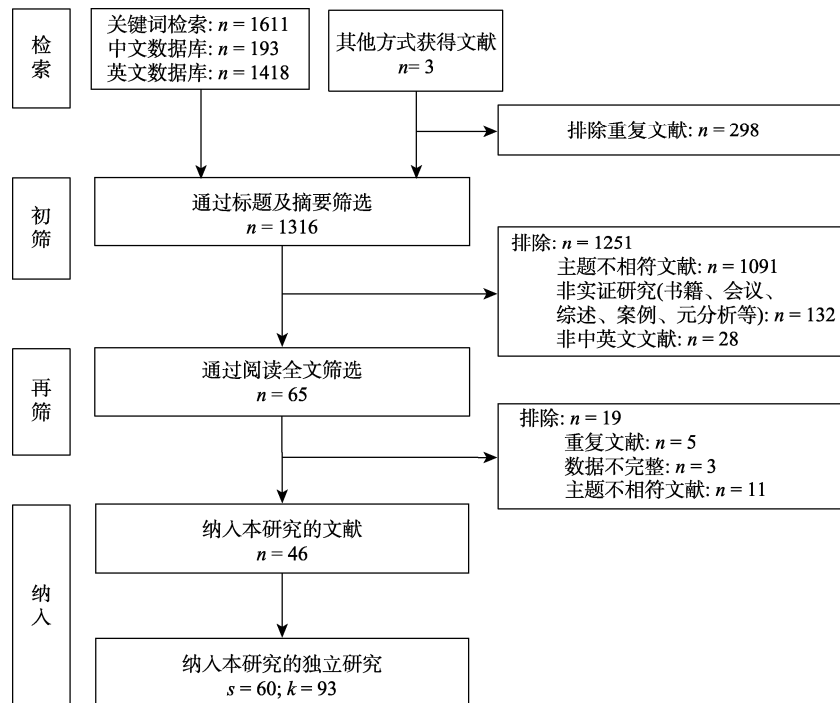 检
索
关键词检索: n = 1611
中文数据库: n = 193
英文数据库: n = 1418
其他方式获得文献
n= 3
排除重复文献: n = 298
初
筛
通过标题及摘要筛选
n = 1316
排除: n = 1251
主题不相符文献: n = 1091
非实证研究(书籍、会议、
综述、案例、元分析等): n = 132
非中英文文献: n = 28
再
筛
通过阅读全文筛选
n = 65
排除: n = 19
重复文献: n = 5
数据不完整: n = 3
主题不相符文献: n = 11
纳
入
纳入本研究的文献
n = 46
纳入本研究的独立研究
s = 60; k = 93